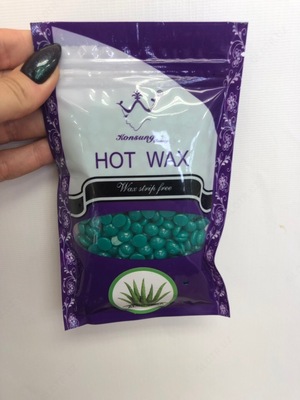 Konsung
HOT WAX
Wax strip free